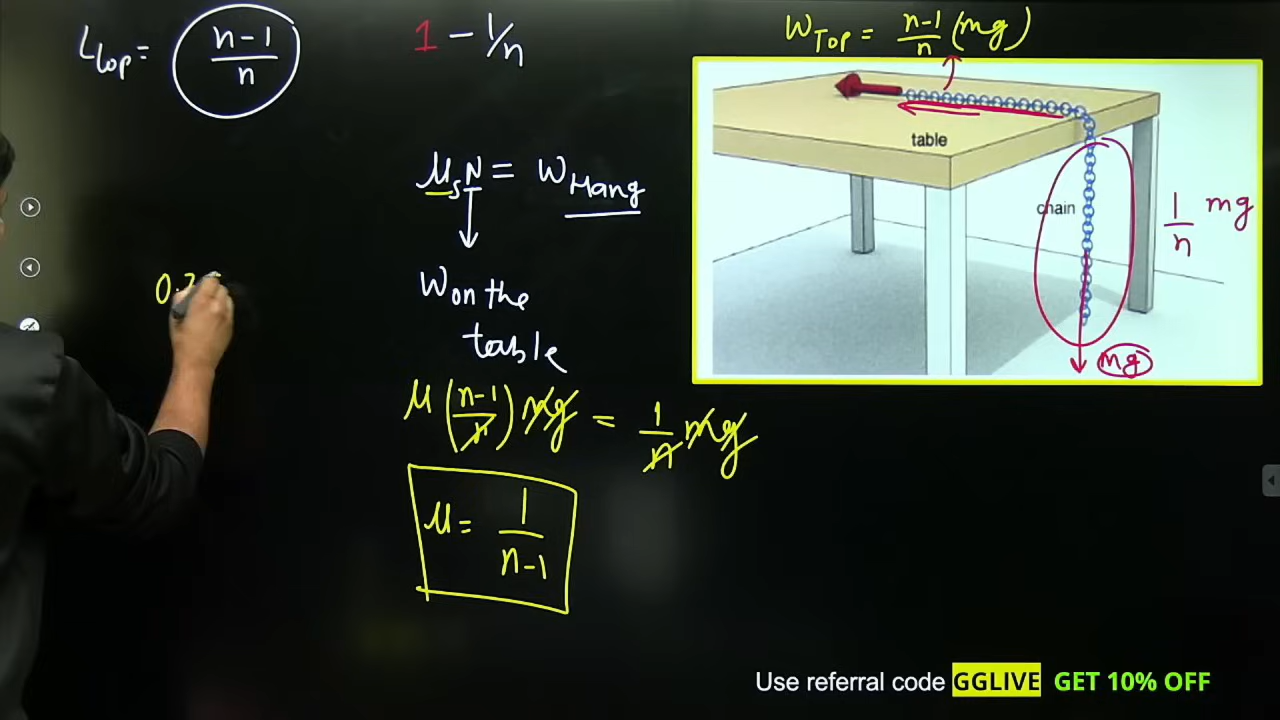 L_Top = (n-1)/n
1 - 1/n
W_Top = n-1/n (mg)
table
chain
1/n mg
mg
μ_s N = W_Hang
W on the
table
μ (n-1/n) mg = 1/n mg
μ = 1/n-1
Use referral code GGLIVE GET 10% OFF